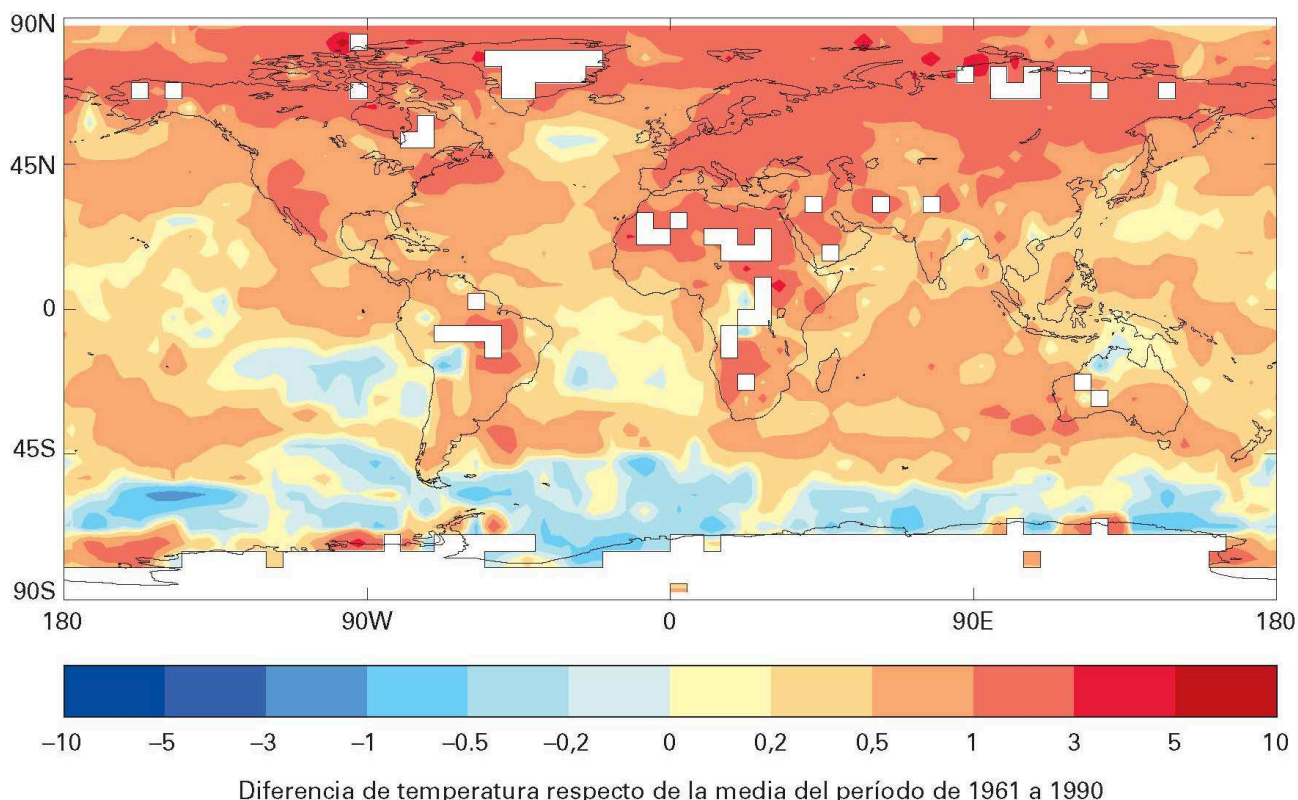 90N
45N
0
45S
90S
180 90W 0 90E 180
–10 –5 –3 –1 –0.5 –0,2 0 0,2 0,5 1 3 5 10
Diferencia de temperatura respecto de la media del período de 1961 a 1990